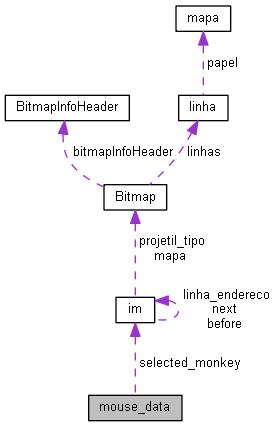 mapa
papel
BitmapInfoHeader
linha
bitmapInfoHeader
linhas
Bitmap
projetil_tipo
mapa
im
linha_endereco
next
before
selected_monkey
mouse_data